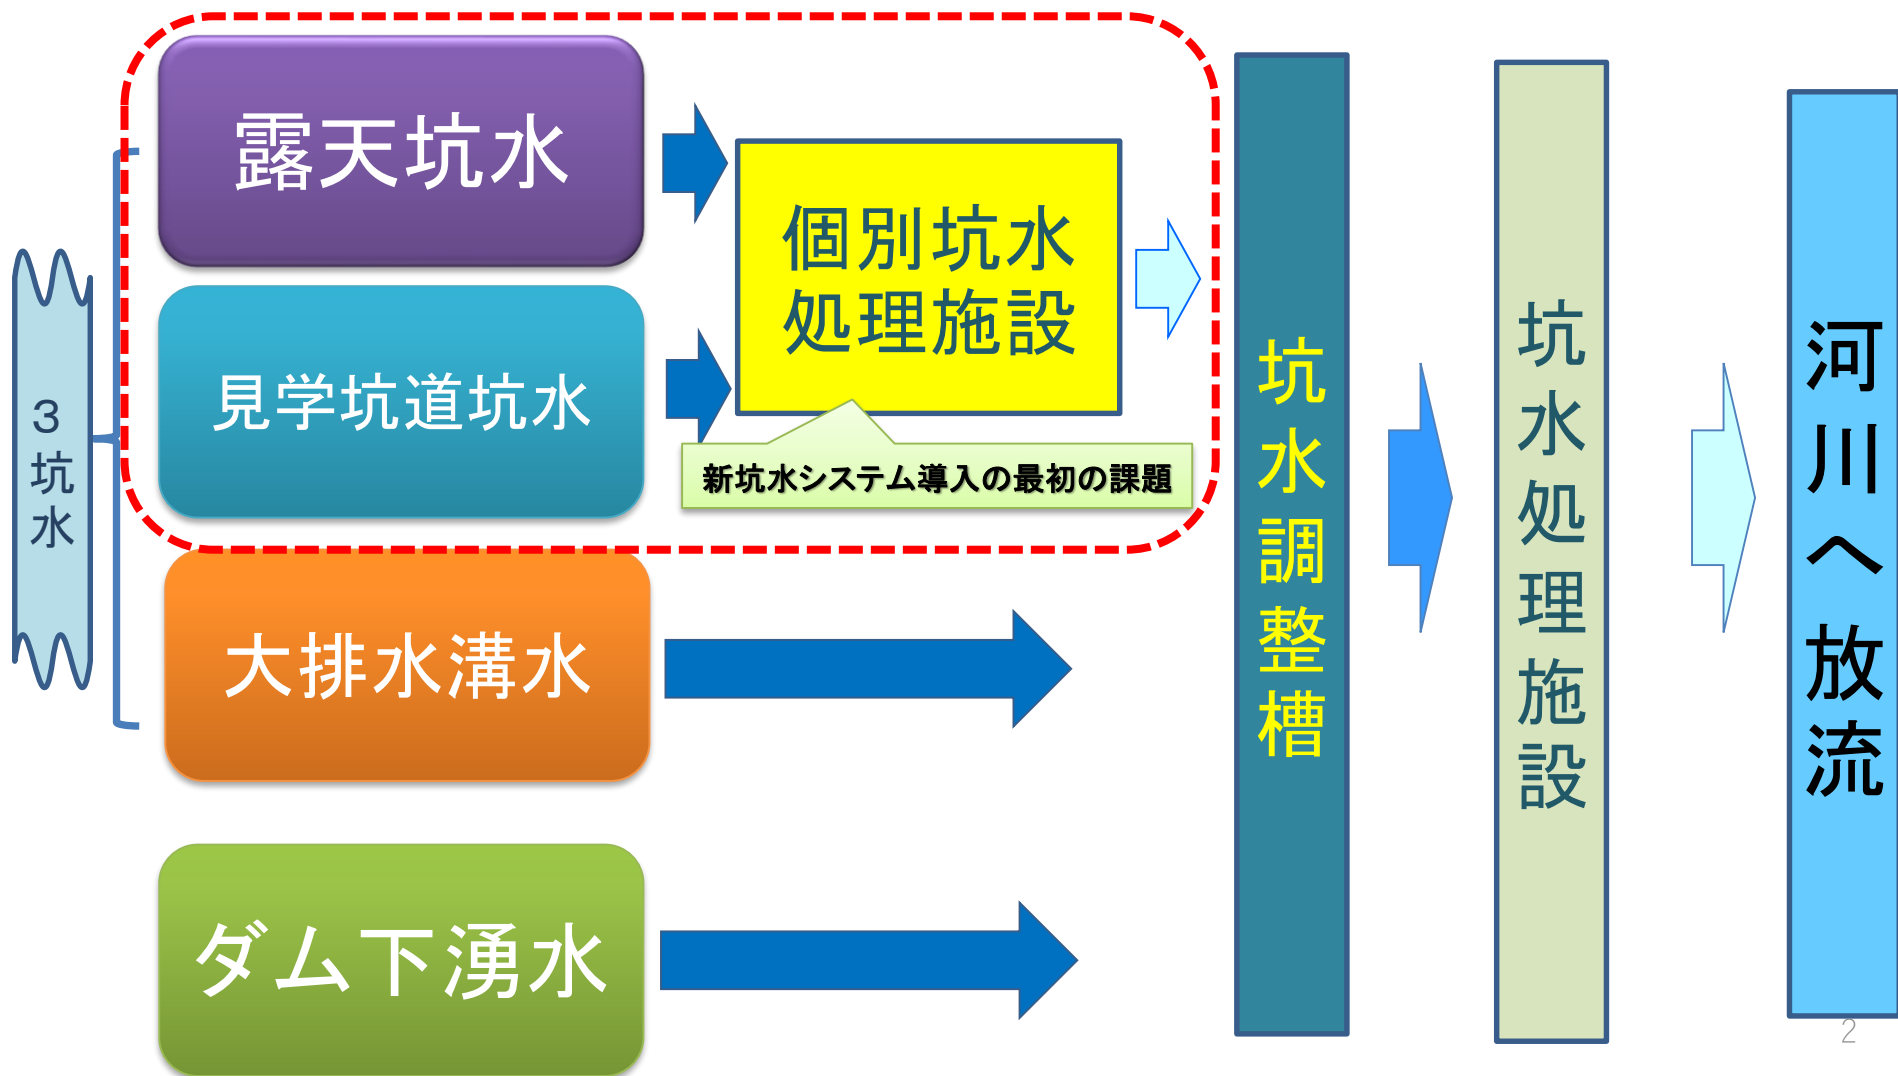 ３坑水
露天坑水
見学坑道坑水
大排水溝水
ダム下湧水
個別坑水
処理施設
新坑水システム導入の最初の課題
坑水調整槽
坑水処理施設
河川へ放流
2